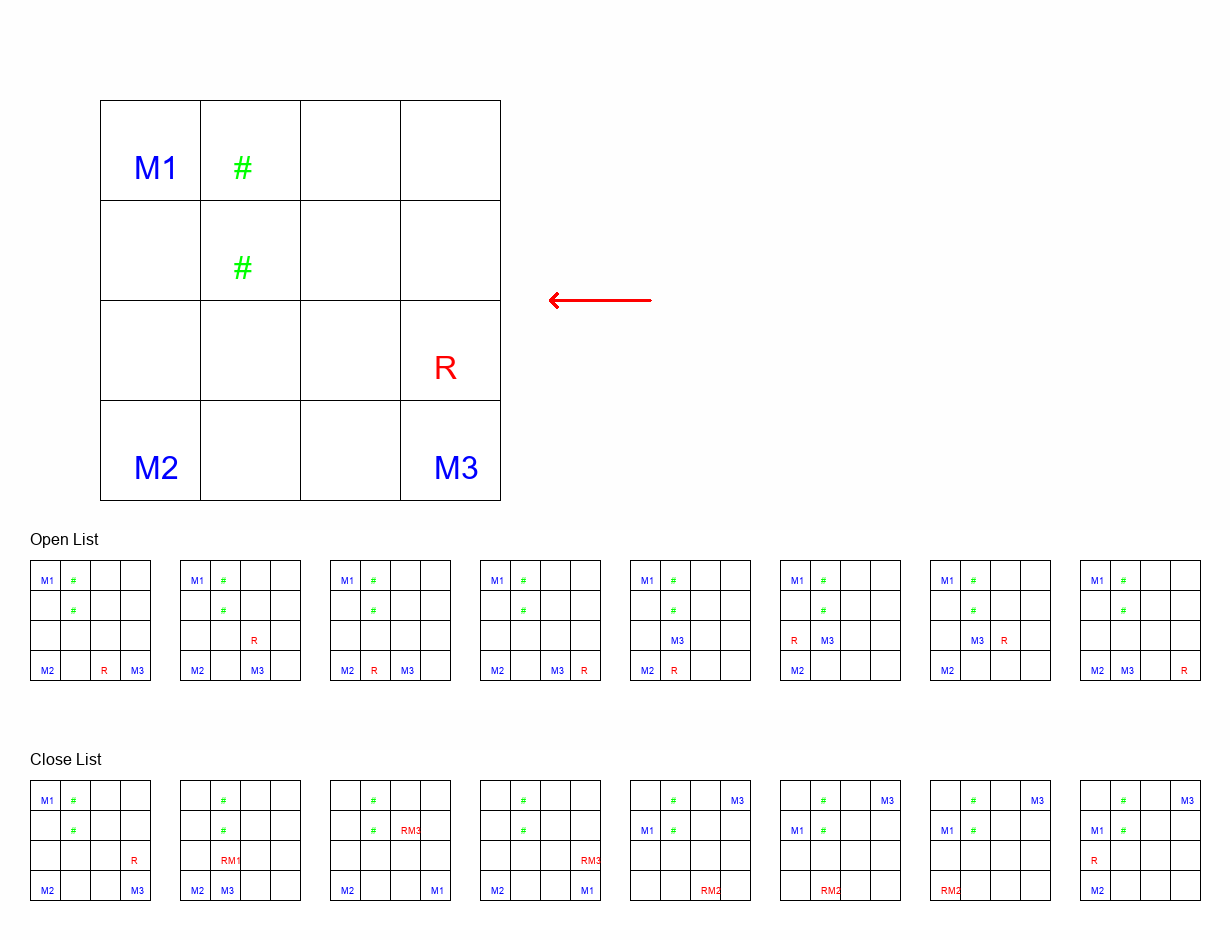 M1 #
#
R
M2 M3
Open List
M1 # M1 # M1 # M1 # M1 # M1 # M1 # M1 #
# # # # # # # #
R M3 R M3 M3 R
M2 R M3 M2 M3 M2 R M3 M2 M3 R M2 R M2 M2 M2 M3 R
Close List
M1 # # # # # M3 # M3 # M3 # M3
# # # RM3 # M1 # M1 # M1 # M1 #
R RM1 RM3 R
M2 M3 M2 M3 M2 M1 M2 M1 RM2 RM2 RM2 M2